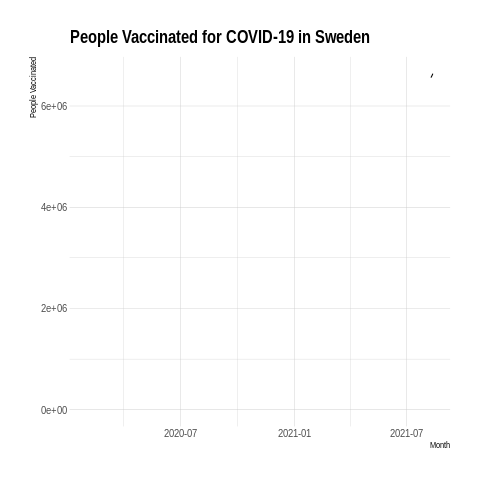 People Vaccinated for COVID-19 in Sweden
People Vaccinated
6e+06
4e+06
2e+06
0e+00
2020-07
2021-01
2021-07
Month